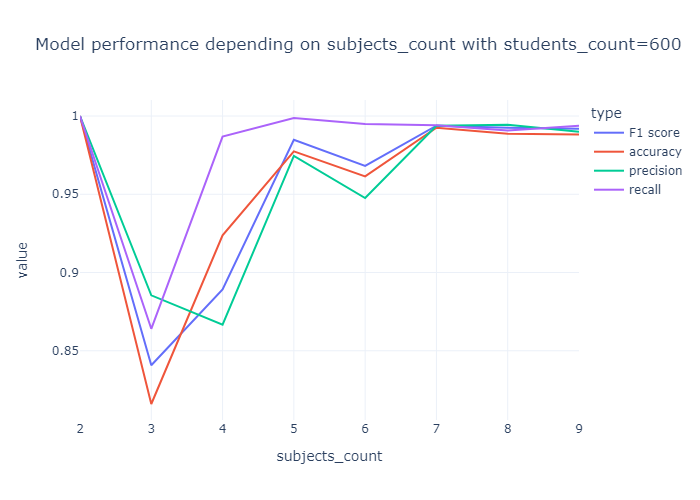 Model performance depending on subjects_count with students_count=600
type
F1 score
accuracy
precision
recall
value
1
0.95
0.9
0.85
2 3 4 5 6 7 8 9
subjects_count